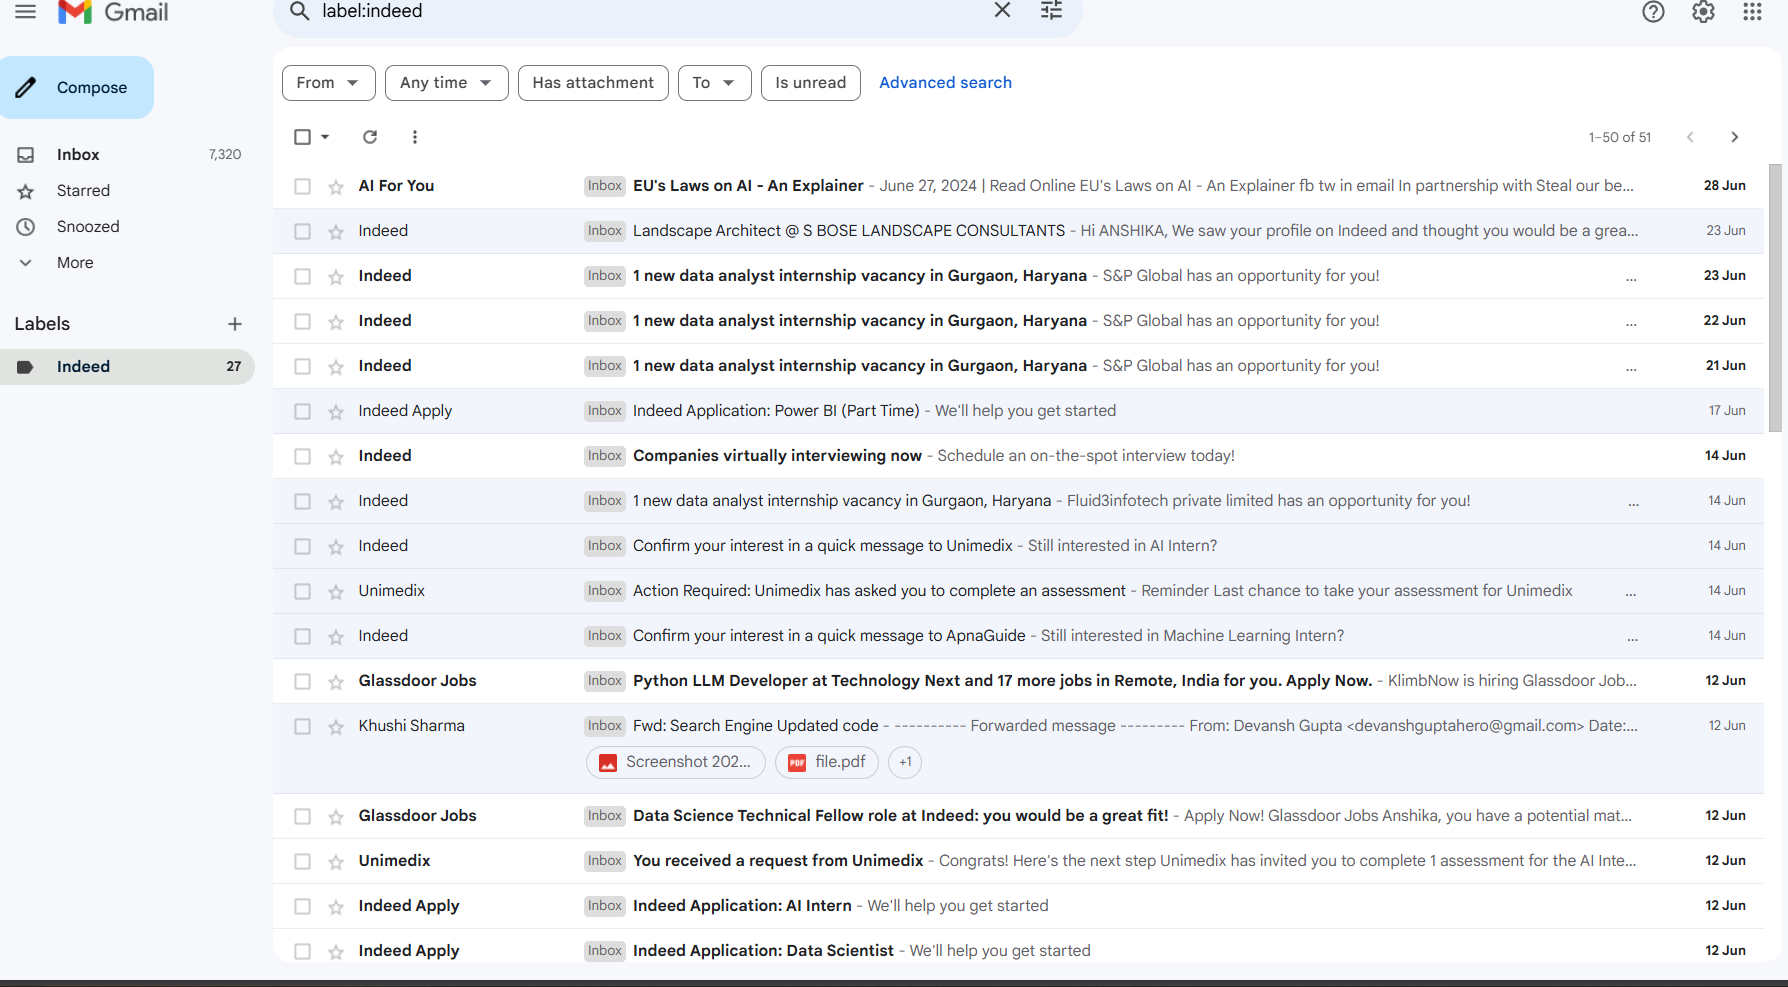 Gmail
label:indeed
Compose
Inbox 7,320
Starred
Snoozed
More
Labels
Indeed 27
From Any time Has attachment To Is unread Advanced search
1–50 of 51
AI For You Inbox EU's Laws on AI - An Explainer - June 27, 2024 | Read Online EU's Laws on AI - An Explainer fb tw in email In partnership with Steal our be... 28 Jun
Indeed Inbox Landscape Architect @ S BOSE LANDSCAPE CONSULTANTS - Hi ANSHIKA, We saw your profile on Indeed and thought you would be a grea... 23 Jun
Indeed Inbox 1 new data analyst internship vacancy in Gurgaon, Haryana - S&P Global has an opportunity for you! ... 23 Jun
Indeed Inbox 1 new data analyst internship vacancy in Gurgaon, Haryana - S&P Global has an opportunity for you! ... 22 Jun
Indeed Inbox 1 new data analyst internship vacancy in Gurgaon, Haryana - S&P Global has an opportunity for you! ... 21 Jun
Indeed Apply Inbox Indeed Application: Power BI (Part Time) - We'll help you get started 17 Jun
Indeed Inbox Companies virtually interviewing now - Schedule an on-the-spot interview today! 14 Jun
Indeed Inbox 1 new data analyst internship vacancy in Gurgaon, Haryana - Fluid3infotech private limited has an opportunity for you! ... 14 Jun
Indeed Inbox Confirm your interest in a quick message to Unimedix - Still interested in AI Intern? 14 Jun
Unimedix Inbox Action Required: Unimedix has asked you to complete an assessment - Reminder Last chance to take your assessment for Unimedix ... 14 Jun
Indeed Inbox Confirm your interest in a quick message to ApnaGuide - Still interested in Machine Learning Intern? ... 14 Jun
Glassdoor Jobs Inbox Python LLM Developer at Technology Next and 17 more jobs in Remote, India for you. Apply Now. - KlimbNow is hiring Glassdoor Job... 12 Jun
Khushi Sharma Inbox Fwd: Search Engine Updated code - ---------- Forwarded message --------- From: Devansh Gupta <devanshguptahero@gmail.com> Date:... 12 Jun
Screenshot 202... PDF file.pdf +1
Glassdoor Jobs Inbox Data Science Technical Fellow role at Indeed: you would be a great fit! - Apply Now! Glassdoor Jobs Anshika, you have a potential mat... 12 Jun
Unimedix Inbox You received a request from Unimedix - Congrats! Here's the next step Unimedix has invited you to complete 1 assessment for the AI Inte... 12 Jun
Indeed Apply Inbox Indeed Application: AI Intern - We'll help you get started 12 Jun
Indeed Apply Inbox Indeed Application: Data Scientist - We'll help you get started 12 Jun